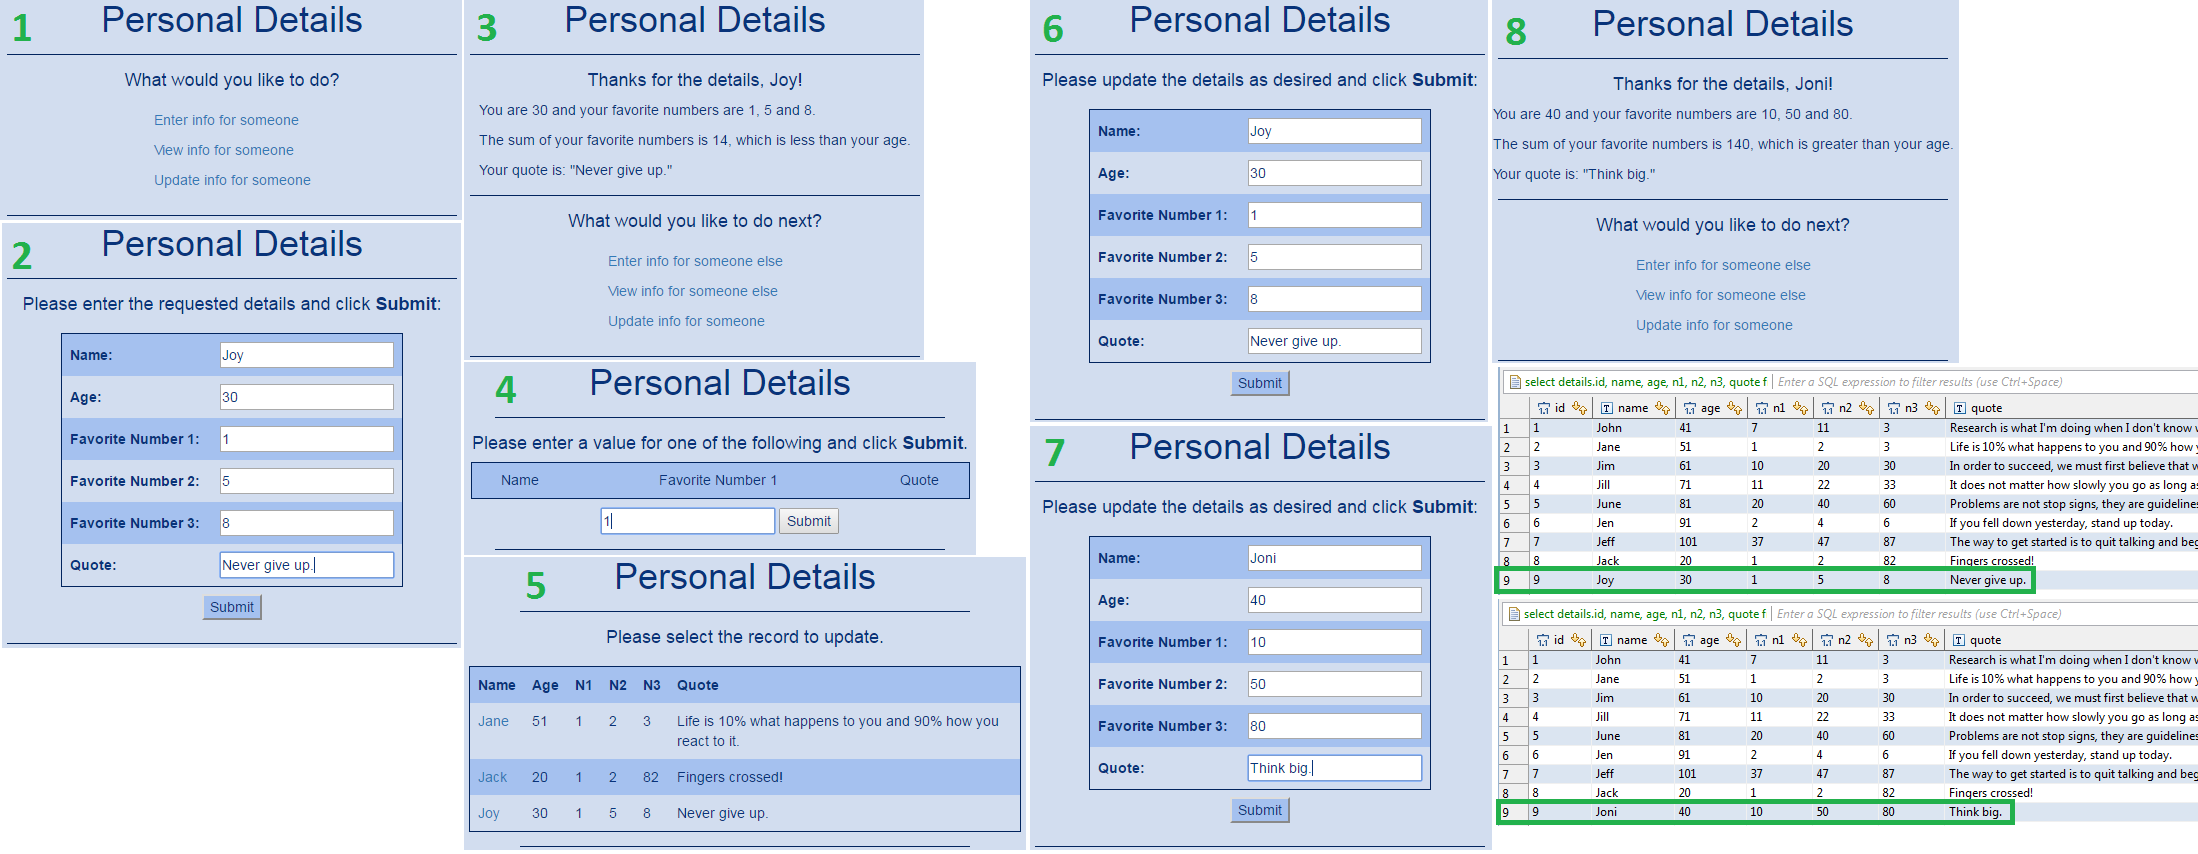 1
Personal Details
What would you like to do?
Enter info for someone
View info for someone
Update info for someone
2
Personal Details
Please enter the requested details and click Submit:
Name: Joy
Age: 30
Favorite Number 1: 1
Favorite Number 2: 5
Favorite Number 3: 8
Quote: Never give up.
Submit
3
Personal Details
Thanks for the details, Joy!
You are 30 and your favorite numbers are 1, 5 and 8.
The sum of your favorite numbers is 14, which is less than your age.
Your quote is: "Never give up."
What would you like to do next?
Enter info for someone else
View info for someone else
Update info for someone
4
Personal Details
Please enter a value for one of the following and click Submit.
Name Favorite Number 1 Quote
1 Submit
5
Personal Details
Please select the record to update.
Name Age N1 N2 N3 Quote
Jane 51 1 2 3 Life is 10% what happens to you and 90% how you
react to it.
Jack 20 1 2 82 Fingers crossed!
Joy 30 1 5 8 Never give up.
6
Personal Details
Please update the details as desired and click Submit:
Name: Joy
Age: 30
Favorite Number 1: 1
Favorite Number 2: 5
Favorite Number 3: 8
Quote: Never give up.
Submit
7
Personal Details
Please update the details as desired and click Submit:
Name: Joni
Age: 40
Favorite Number 1: 10
Favorite Number 2: 50
Favorite Number 3: 80
Quote: Think big.
Submit
8
Personal Details
Thanks for the details, Joni!
You are 40 and your favorite numbers are 10, 50 and 80.
The sum of your favorite numbers is 140, which is greater than your age.
Your quote is: "Think big."
What would you like to do next?
Enter info for someone else
View info for someone else
Update info for someone
select details.id, name, age, n1, n2, n3, quote f Enter a SQL expression to filter results (use Ctrl+Space)
id name age n1 n2 n3 quote
1 1 John 41 7 11 3 Research is what I'm doing when I don't know
2 2 Jane 51 1 2 3 Life is 10% what happens to you and 90% how
3 3 Jim 61 10 20 30 In order to succeed, we must first believe that
4 4 Jill 71 11 22 33 It does not matter how slowly you go as long as
5 5 June 81 20 40 60 Problems are not stop signs, they are guidelines
6 6 Jen 91 2 4 6 If you fell down yesterday, stand up today.
7 7 Jeff 101 37 47 87 The way to get started is to quit talking and beg
8 8 Jack 20 1 2 82 Fingers crossed!
9 9 Joy 30 1 5 8 Never give up.
select details.id, name, age, n1, n2, n3, quote f Enter a SQL expression to filter results (use Ctrl+Space)
id name age n1 n2 n3 quote
1 1 John 41 7 11 3 Research is what I'm doing when I don't know
2 2 Jane 51 1 2 3 Life is 10% what happens to you and 90% how
3 3 Jim 61 10 20 30 In order to succeed, we must first believe that
4 4 Jill 71 11 22 33 It does not matter how slowly you go as long as
5 5 June 81 20 40 60 Problems are not stop signs, they are guidelines
6 6 Jen 91 2 4 6 If you fell down yesterday, stand up today.
7 7 Jeff 101 37 47 87 The way to get started is to quit talking and beg
8 8 Jack 20 1 2 82 Fingers crossed!
9 9 Joni 40 10 50 80 Think big.